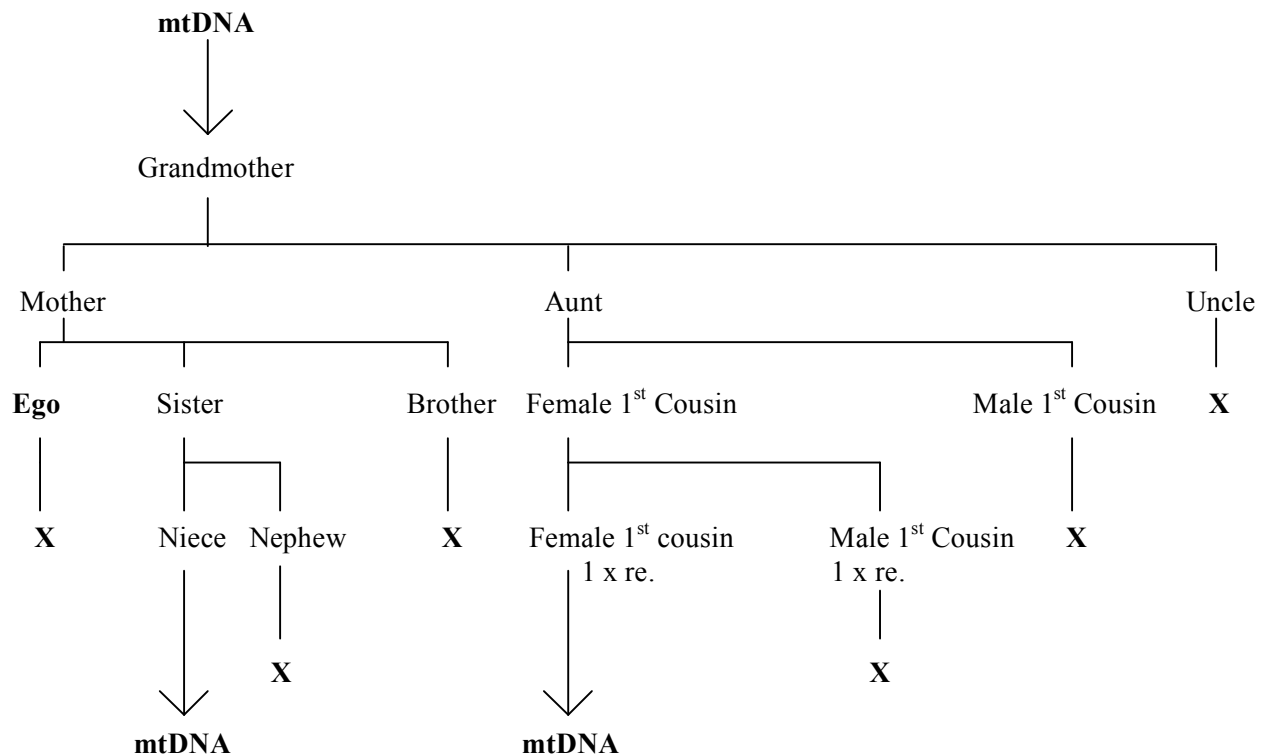 mtDNA
Grandmother
Mother Aunt Uncle
Ego Sister Brother Female 1st Cousin Male 1st Cousin X
X Niece Nephew X Female 1st cousin Male 1st Cousin X
1 x re. 1 x re.
X X
mtDNA mtDNA